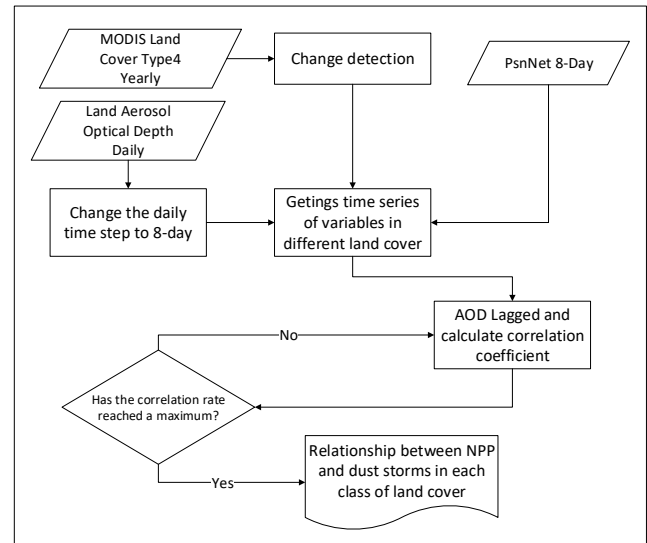 MODIS Land
Cover Type4
Yearly
Change detection
PsnNet 8-Day
Land Aerosol
Optical Depth
Daily
Change the daily
time step to 8-day
Getings time series
of variables in
different land cover
AOD Lagged and
calculate correlation
coefficient
No
Has the correlation rate
reached a maximum?
Yes
Relationship between NPP
and dust storms in each
class of land cover